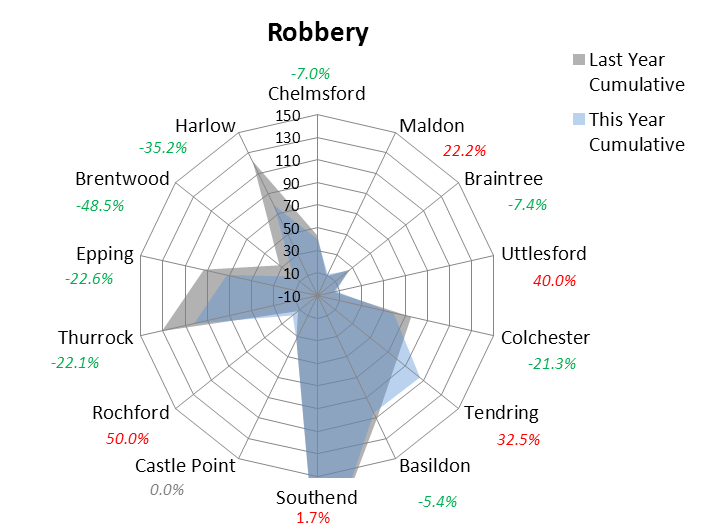 Robbery
Last Year
Cumulative
This Year
Cumulative
-7.0%
Chelmsford
Maldon
22.2%
Braintree
-7.4%
Uttlesford
40.0%
Colchester
-21.3%
Tendring
32.5%
Basildon
-5.4%
Southend
1.7%
Castle Point
0.0%
Rochford
50.0%
Thurrock
-22.1%
Epping
-22.6%
Brentwood
-48.5%
Harlow
-35.2%
150
130
110
90
70
50
30
10
-10